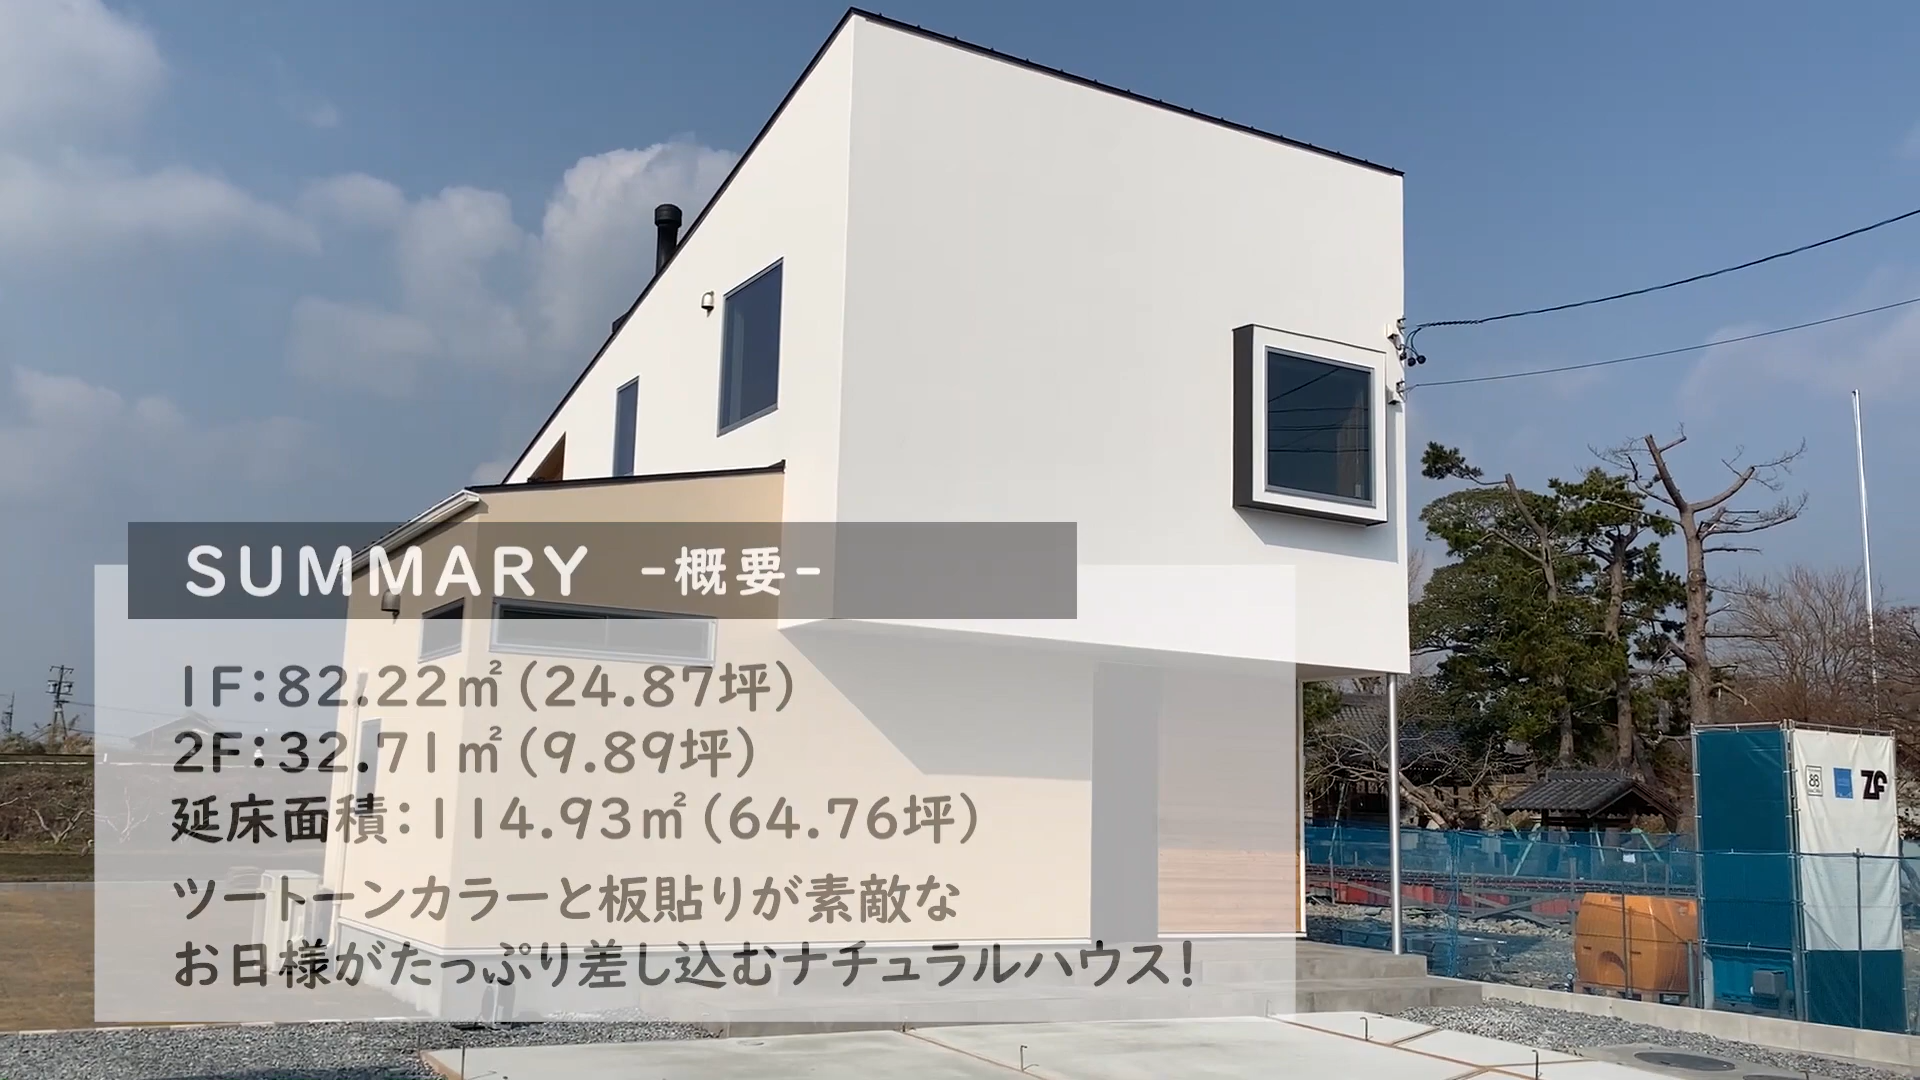 SUMMARY -概要-
1F:82.22㎡(24.87坪)
2F:32.71㎡(9.89坪)
延床面積:114.93㎡(64.76坪)
ツートーンカラーと板貼りが素敵な
お日様がたっぷり差し込むナチュラルハウス!
88
ZF